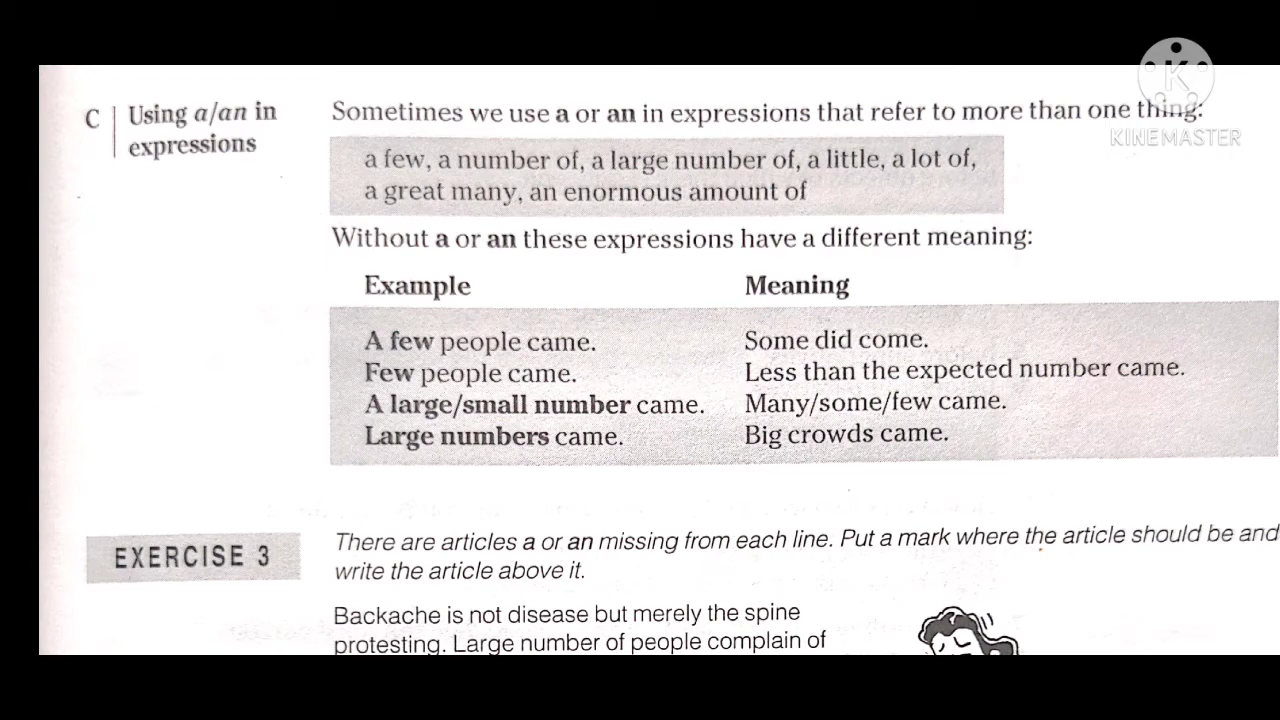 K
KINEMASTER
C Using a/an in
expressions
Sometimes we use a or an in expressions that refer to more than one thing:
a few, a number of, a large number of, a little, a lot of,
a great many, an enormous amount of
Without a or an these expressions have a different meaning:
Example Meaning
A few people came. Some did come.
Few people came. Less than the expected number came.
A large/small number came. Many/some/few came.
Large numbers came. Big crowds came.
EXERCISE 3
There are articles a or an missing from each line. Put a mark where the article should be and
write the article above it.
Backache is not disease but merely the spine
protesting. Large number of people complain of